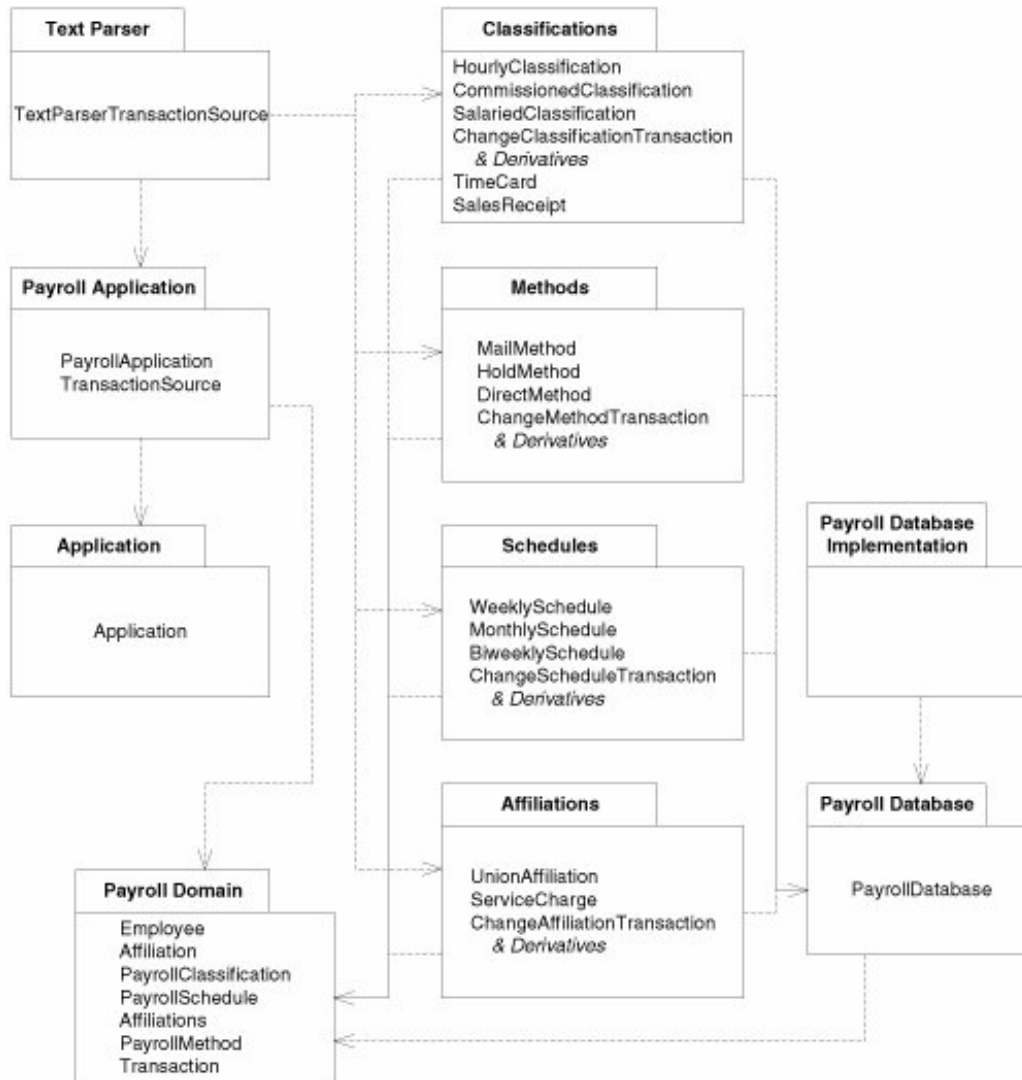 Text Parser
TextParserTransactionSource
Classifications
HourlyClassification
CommissionedClassification
SalariedClassification
ChangeClassificationTransaction
& Derivatives
TimeCard
SalesReceipt
Payroll Application
PayrollApplication
TransactionSource
Methods
MailMethod
HoldMethod
DirectMethod
ChangeMethodTransaction
& Derivatives
Application
Application
Schedules
WeeklySchedule
MonthlySchedule
BiweeklySchedule
ChangeScheduleTransaction
& Derivatives
Payroll Database
Implementation
Affiliations
UnionAffiliation
ServiceCharge
ChangeAffiliationTransaction
& Derivatives
Payroll Database
PayrollDatabase
Payroll Domain
Employee
Affiliation
PayrollClassification
PayrollSchedule
Affiliations
PayrollMethod
Transaction